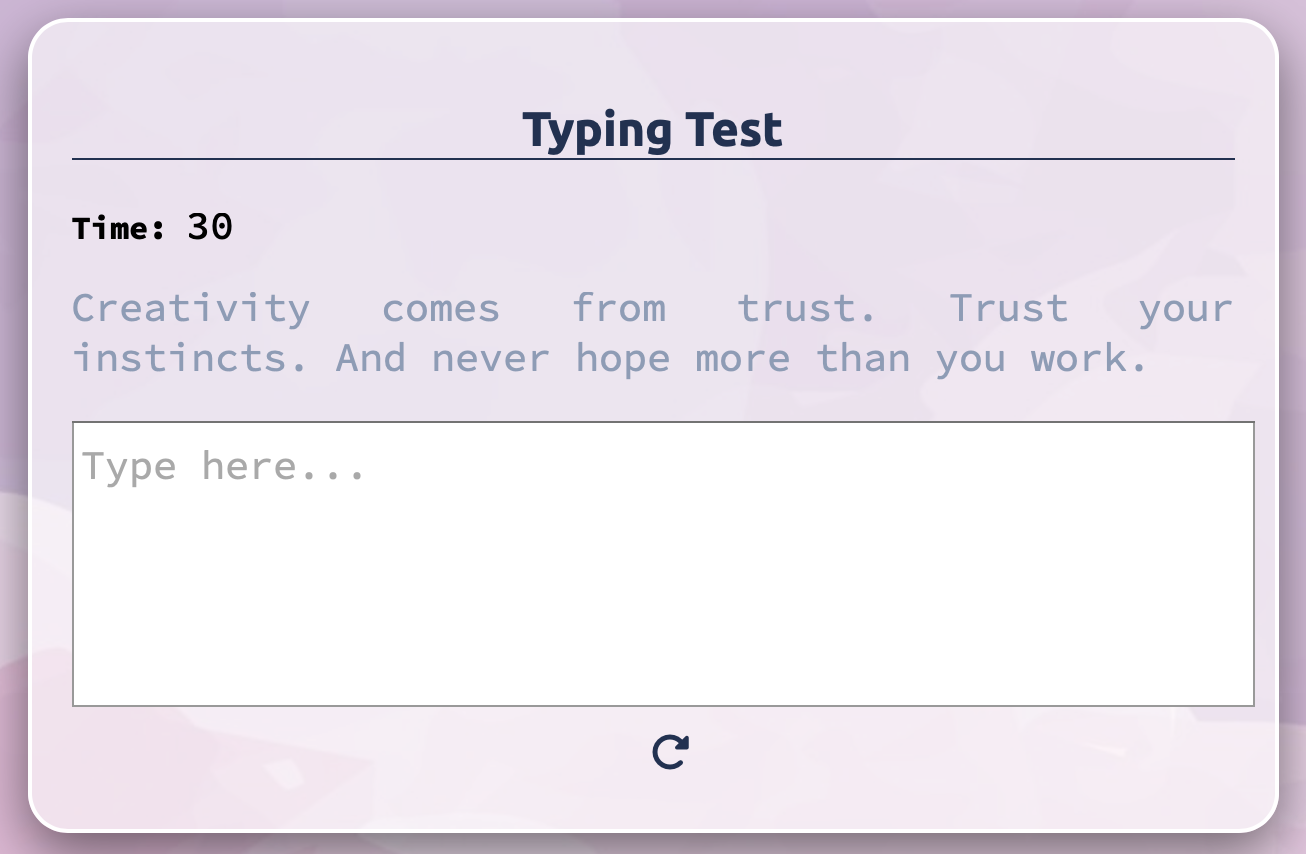 Typing Test
Time: 30
Creativity comes from trust. Trust your
instincts. And never hope more than you work.
Type here...